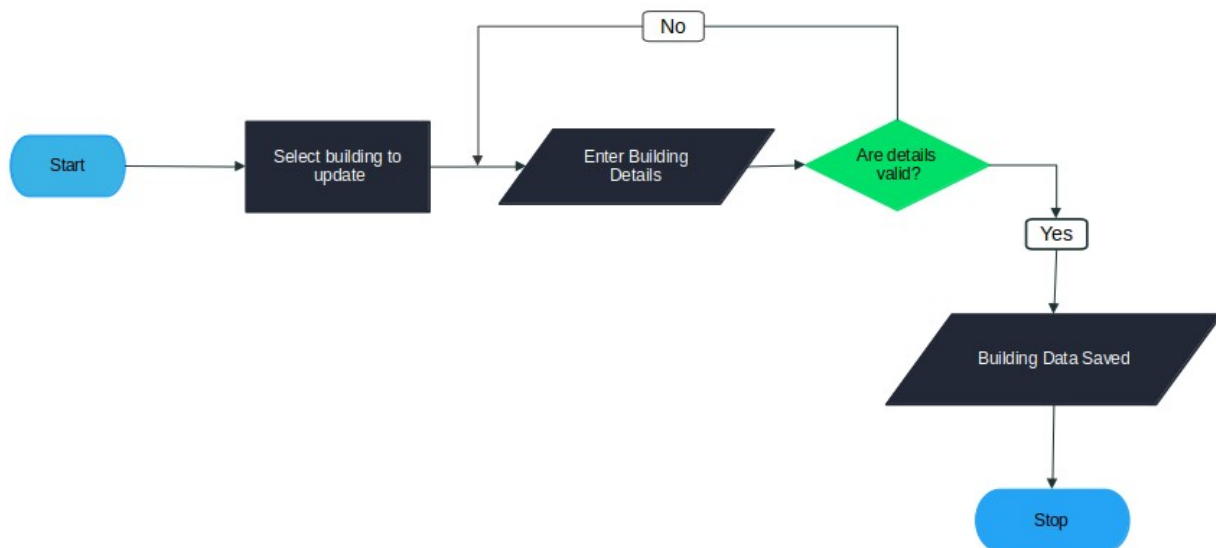 No
Start
Select building to
update
Enter Building
Details
Are details
valid?
Yes
Building Data Saved
Stop